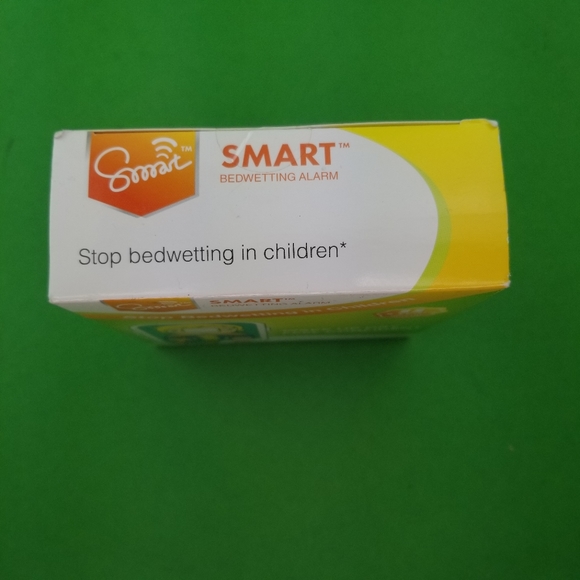 Smart™
SMART™
BEDWETTING ALARM
Stop bedwetting in children*
SMART™